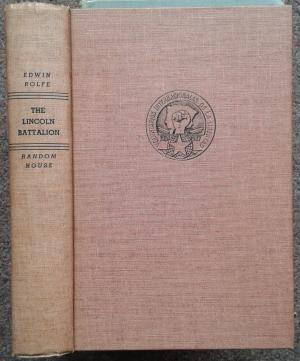 EDWIN
ROLFE
THE
LINCOLN
BATTALION
RANDOM
HOUSE